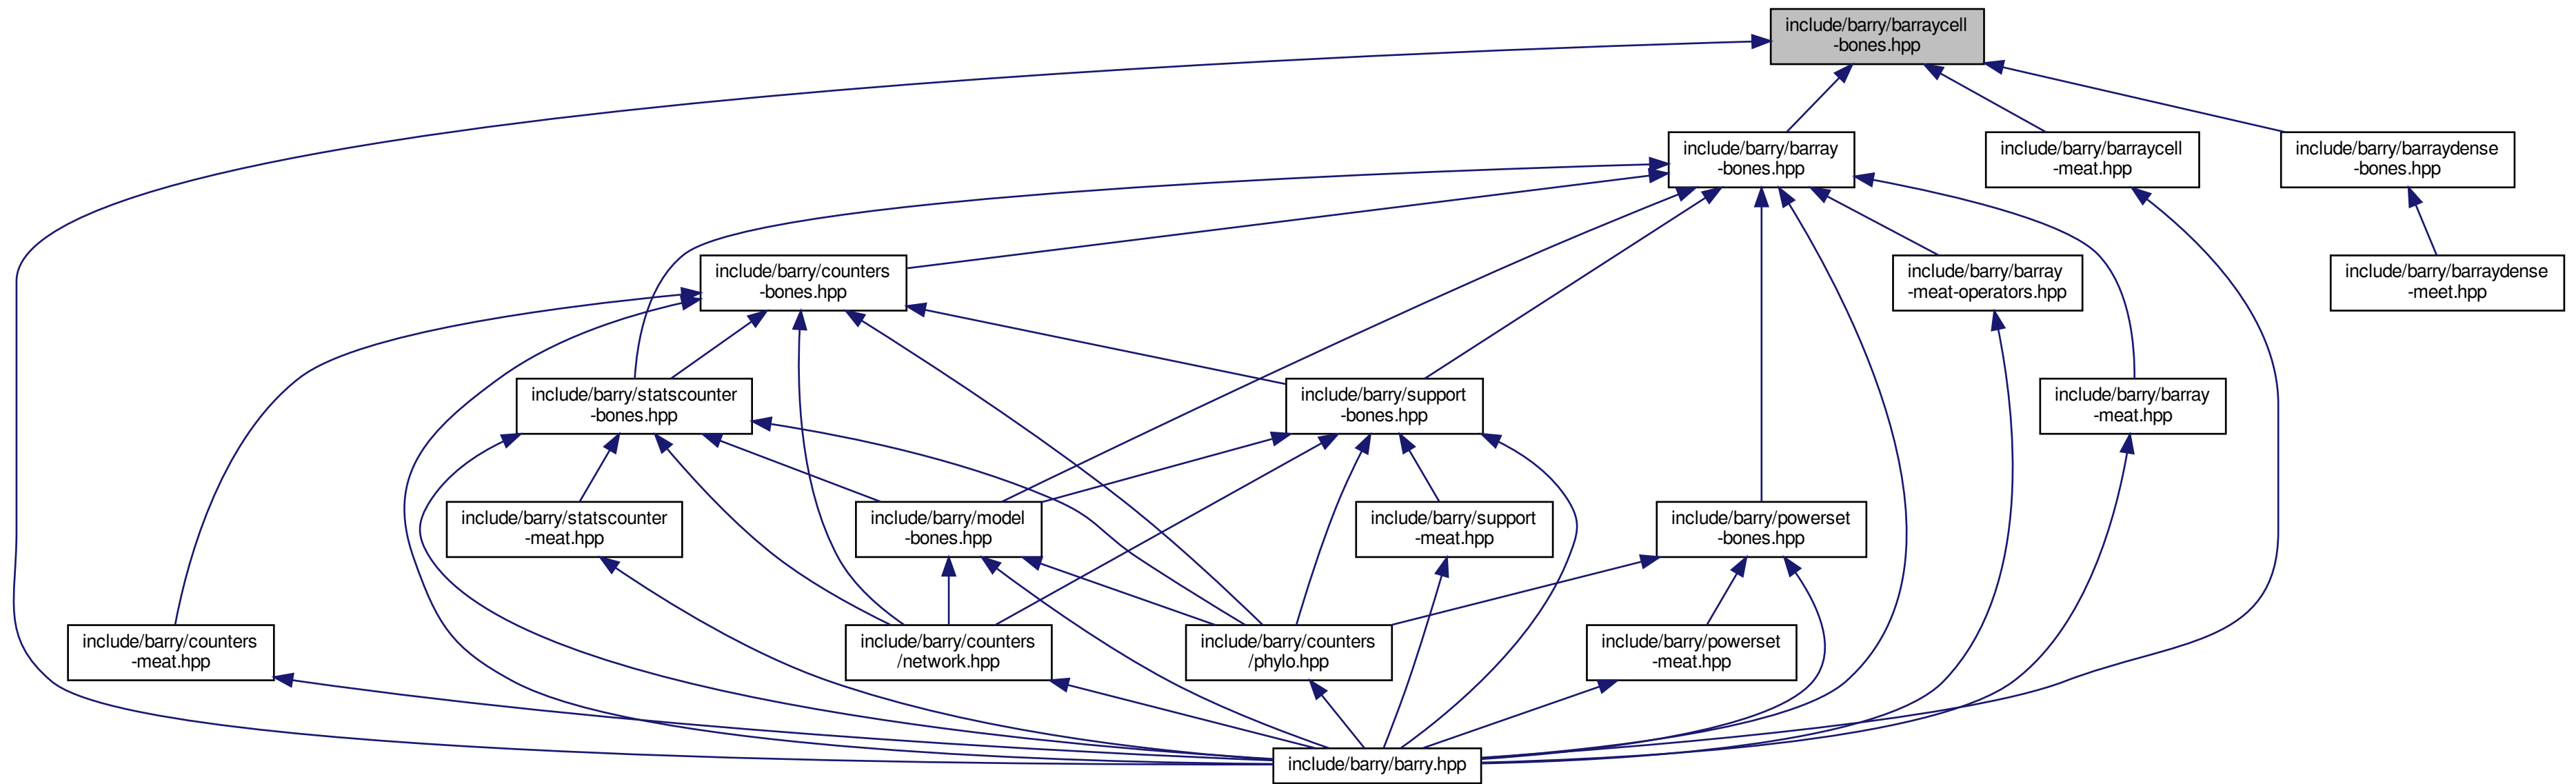 include/barry/barraycell
-bones.hpp
include/barry/barray
-bones.hpp
include/barry/barraycell
-meat.hpp
include/barry/barraydense
-bones.hpp
include/barry/counters
-bones.hpp
include/barry/barray
-meat-operators.hpp
include/barry/barraydense
-meet.hpp
include/barry/statscounter
-bones.hpp
include/barry/support
-bones.hpp
include/barry/barray
-meat.hpp
include/barry/statscounter
-meat.hpp
include/barry/model
-bones.hpp
include/barry/support
-meat.hpp
include/barry/powerset
-bones.hpp
include/barry/counters
-meat.hpp
include/barry/counters
/network.hpp
include/barry/counters
/phylo.hpp
include/barry/powerset
-meat.hpp
include/barry/barry.hpp